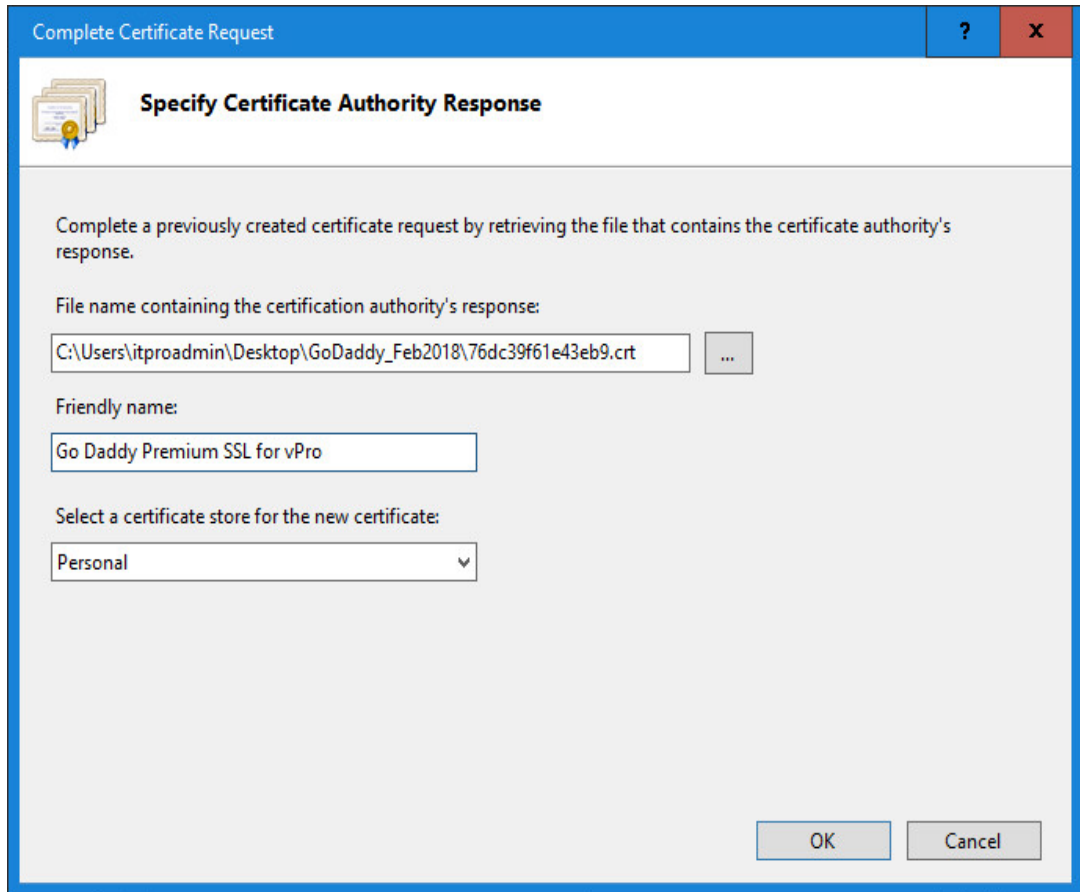 Complete Certificate Request
?
x
Specify Certificate Authority Response
Complete a previously created certificate request by retrieving the file that contains the certificate authority's
response.
File name containing the certification authority's response:
C:\Users\itproadmin\Desktop\GoDaddy_Feb2018\76dc39f61e43eb9.crt
...
Friendly name:
Go Daddy Premium SSL for vPro
Select a certificate store for the new certificate:
Personal
OK
Cancel